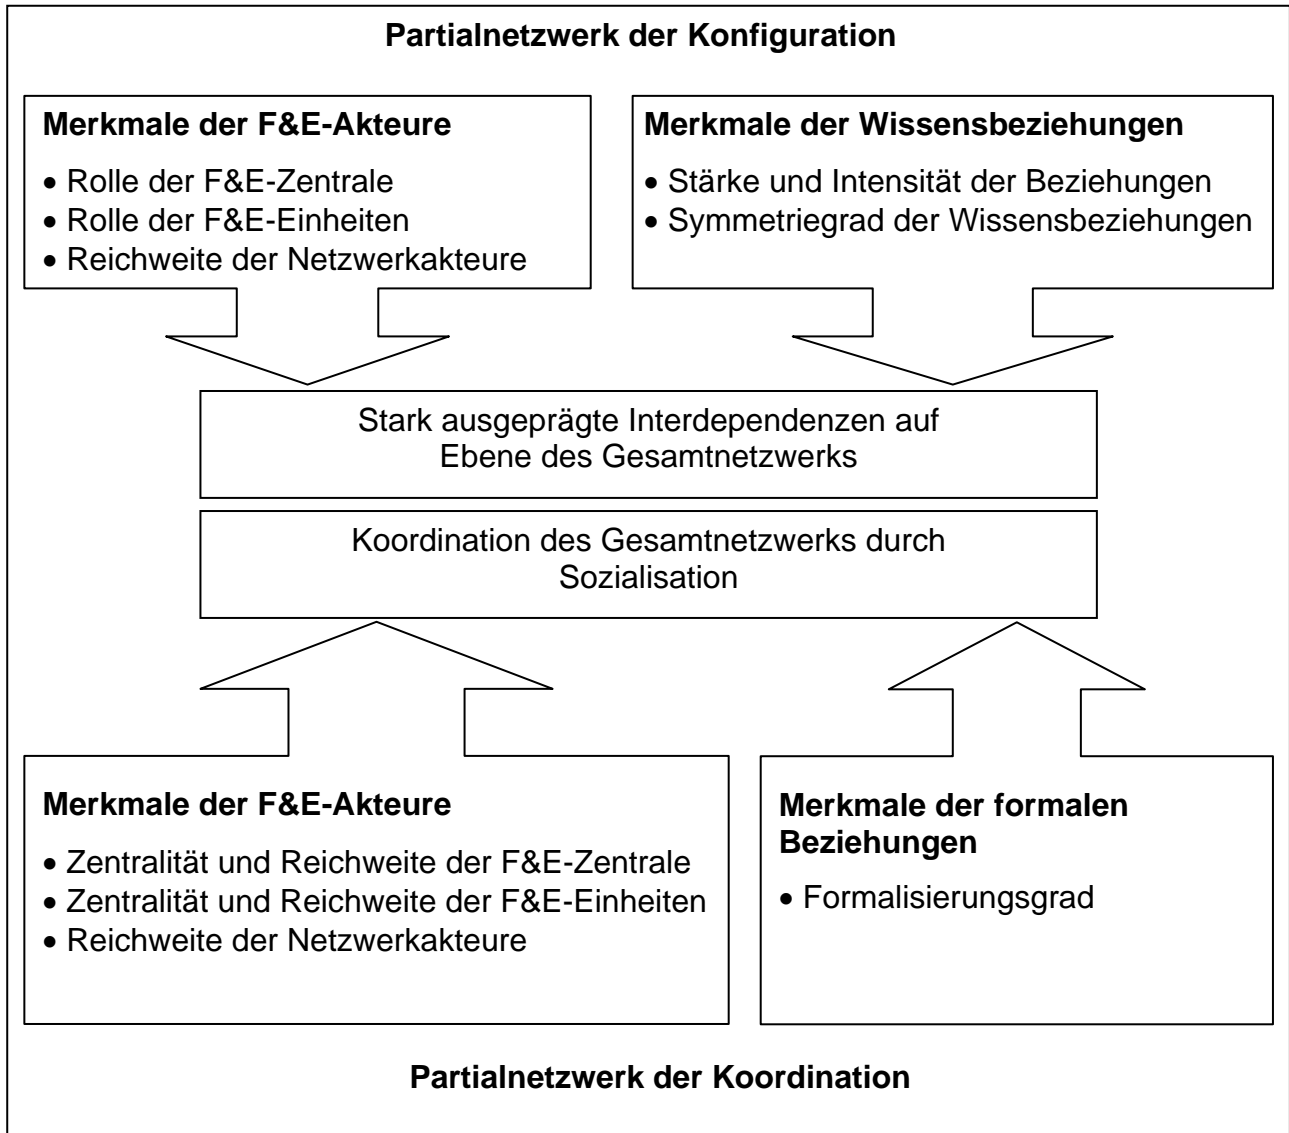 Partialnetzwerk der Konfiguration
Merkmale der F&E-Akteure
• Rolle der F&E-Zentrale
• Rolle der F&E-Einheiten
• Reichweite der Netzwerkakteure
Merkmale der Wissensbeziehungen
• Stärke und Intensität der Beziehungen
• Symmetriegrad der Wissensbeziehungen
Stark ausgeprägte Interdependenzen auf
Ebene des Gesamtnetzwerks
Koordination des Gesamtnetzwerks durch
Sozialisation
Merkmale der F&E-Akteure
• Zentralität und Reichweite der F&E-Zentrale
• Zentralität und Reichweite der F&E-Einheiten
• Reichweite der Netzwerkakteure
Merkmale der formalen
Beziehungen
• Formalisierungsgrad
Partialnetzwerk der Koordination